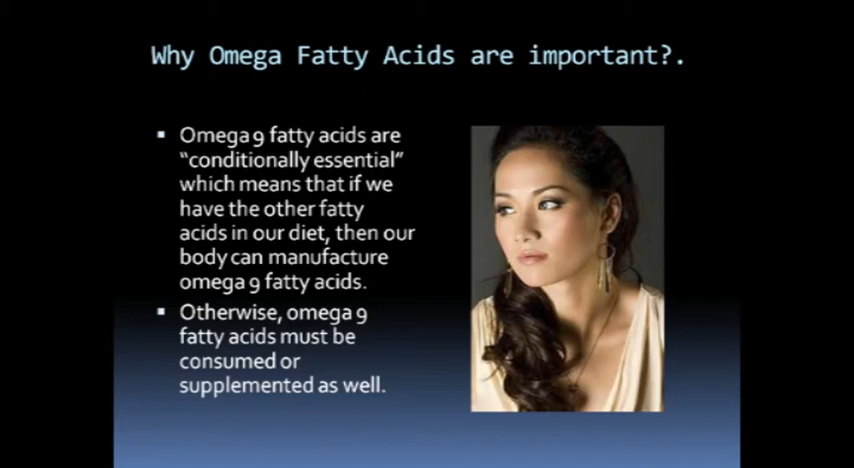 Why Omega Fatty Acids are important?.
▪ Omega 9 fatty acids are
“conditionally essential”
which means that if we
have the other fatty
acids in our diet, then our
body can manufacture
omega 9 fatty acids.
▪ Otherwise, omega 9
fatty acids must be
consumed or
supplemented as well.